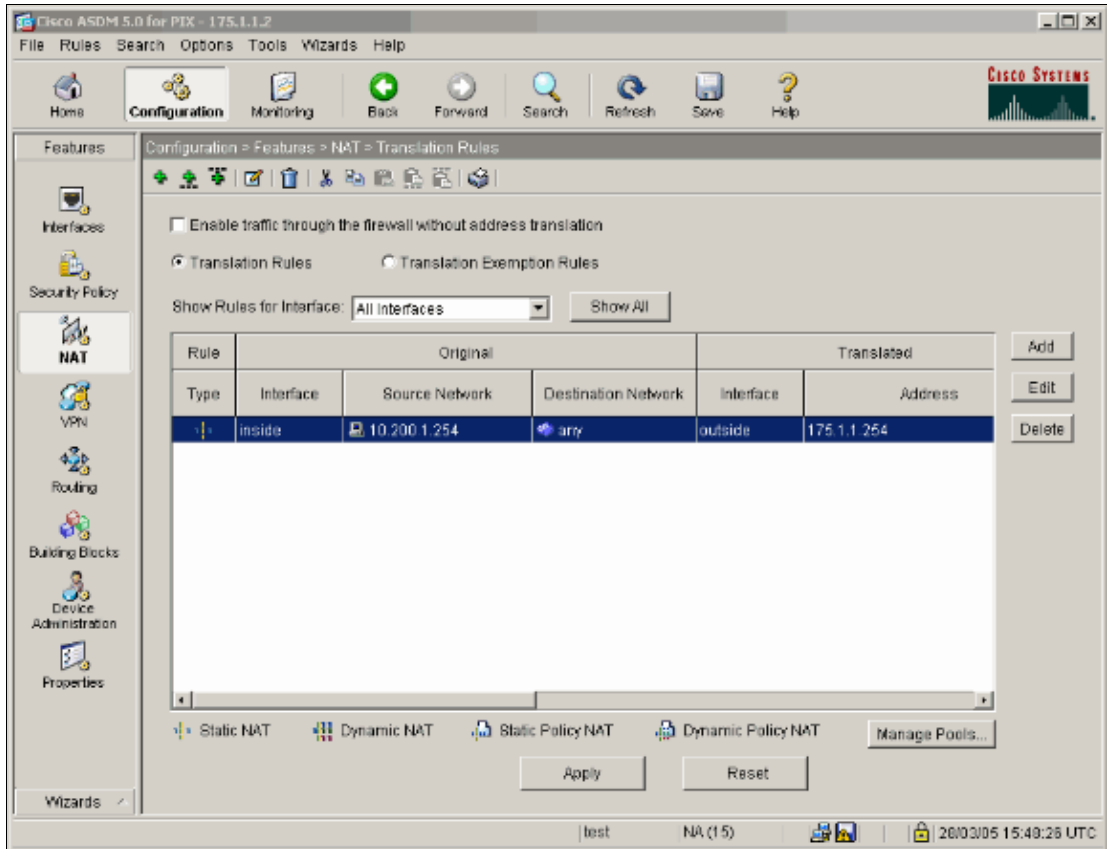 Cisco ASDM 5.0 for PIX - 175.1.1.2
File Rules Search Options Tools Wizards Help
Home Configuration Monitoring Back Forward Search Refresh Save Help
CISCO SYSTEMS
Features
Configuration > Features > NAT > Translation Rules
Interfaces
Security Policy
NAT
VPN
Routing
Building Blocks
Device
Administration
Properties
Wizards
Enable traffic through the firewall without address translation
Translation Rules Translation Exemption Rules
Show Rules for Interface: All Interfaces Show All
Rule Original Translated
Type Interface Source Network Destination Network Interface Address
inside 10.200.1.254 any outside 175.1.1.254
Add
Edit
Delete
Static NAT Dynamic NAT Static Policy NAT Dynamic Policy NAT
Manage Pools...
Apply Reset
test NA (15) 28/03/05 15:48:26 UTC